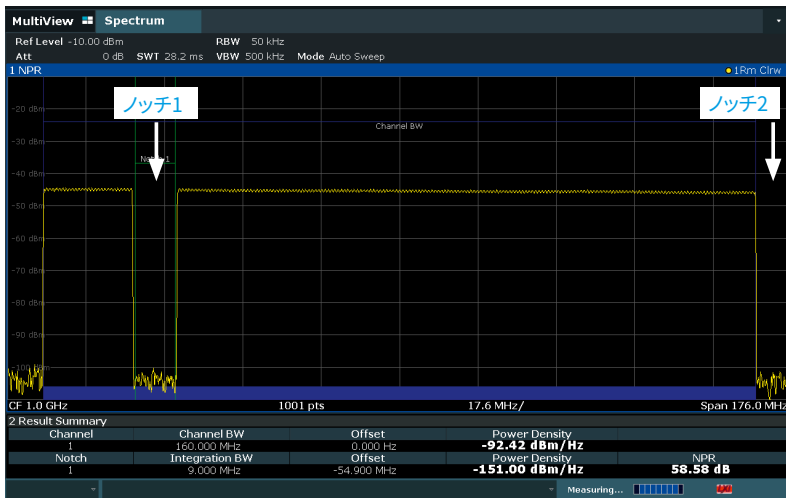 MultiView Spectrum
Ref Level -10.00 dBm RBW 50 kHz
Att 0 dB SWT 28.2 ms VBW 500 kHz Mode Auto Sweep
1 NPR 1Rm Clrw
ノッチ1 ノッチ2
-20 dBm
Channel BW
-30 dBm
-40 dBm
-50 dBm
-60 dBm
-70 dBm
-80 dBm
-90 dBm
CF 1.0 GHz 1001 pts 17.6 MHz/ Span 176.0 MHz
2 Result Summary
Channel Channel BW Offset Power Density
1 160.000 MHz 0.000 Hz -92.42 dBm/Hz
Notch Integration BW Offset Power Density NPR
1 9.000 MHz -54.900 MHz -151.00 dBm/Hz 58.58 dB
Measuring...